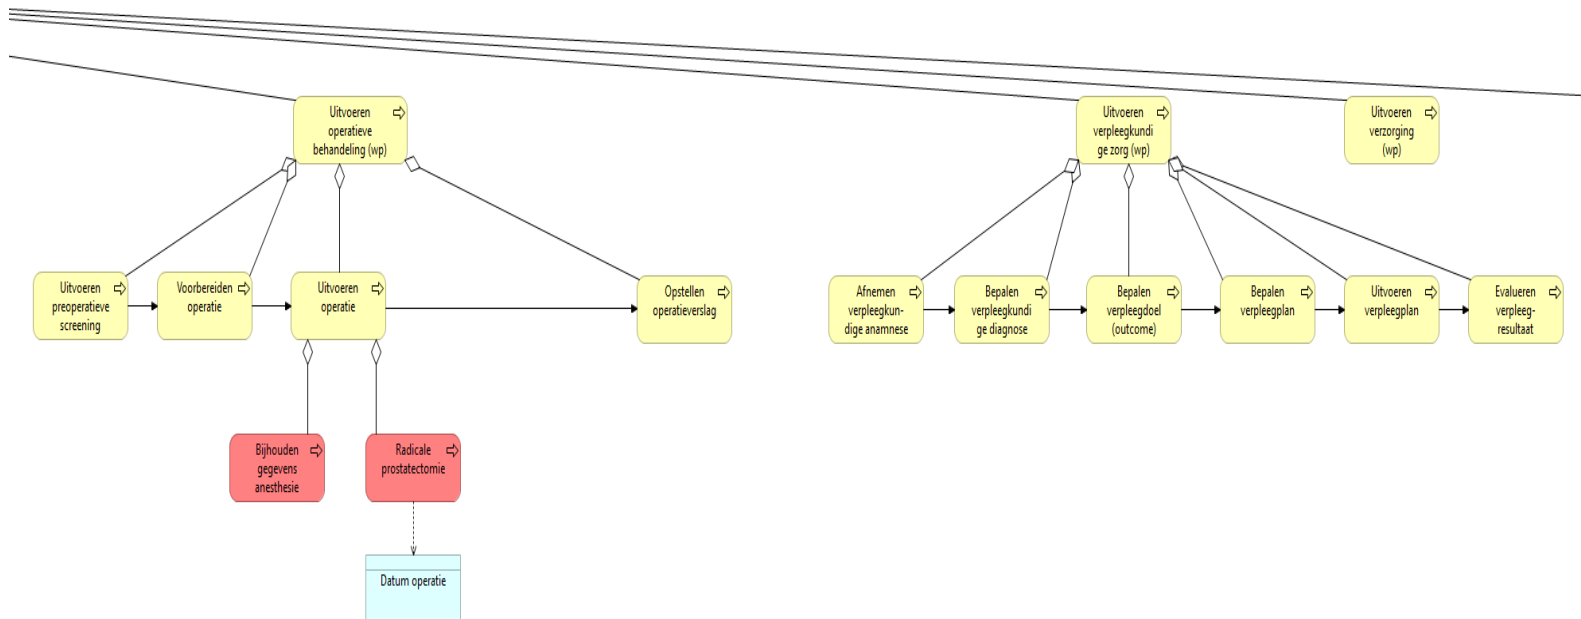 Uitvoeren
operatieve
behandeling (wp)
Uitvoeren
verpleegkundi
ge zorg (wp)
Uitvoeren
verzorging
(wp)
Uitvoeren
preoperatieve
screening
Voorbereiden
operatie
Uitvoeren
operatie
Opstellen
operatieverslag
Afnemen
verpleegkun-
dige anamnese
Bepalen
verpleegkundi
ge diagnose
Bepalen
verpleegdoel
(outcome)
Bepalen
verpleegplan
Uitvoeren
verpleegplan
Evalueren
verpleeg-
resultaat
Bijhouden
gegevens
anesthesie
Radicale
prostatectomie
Datum operatie